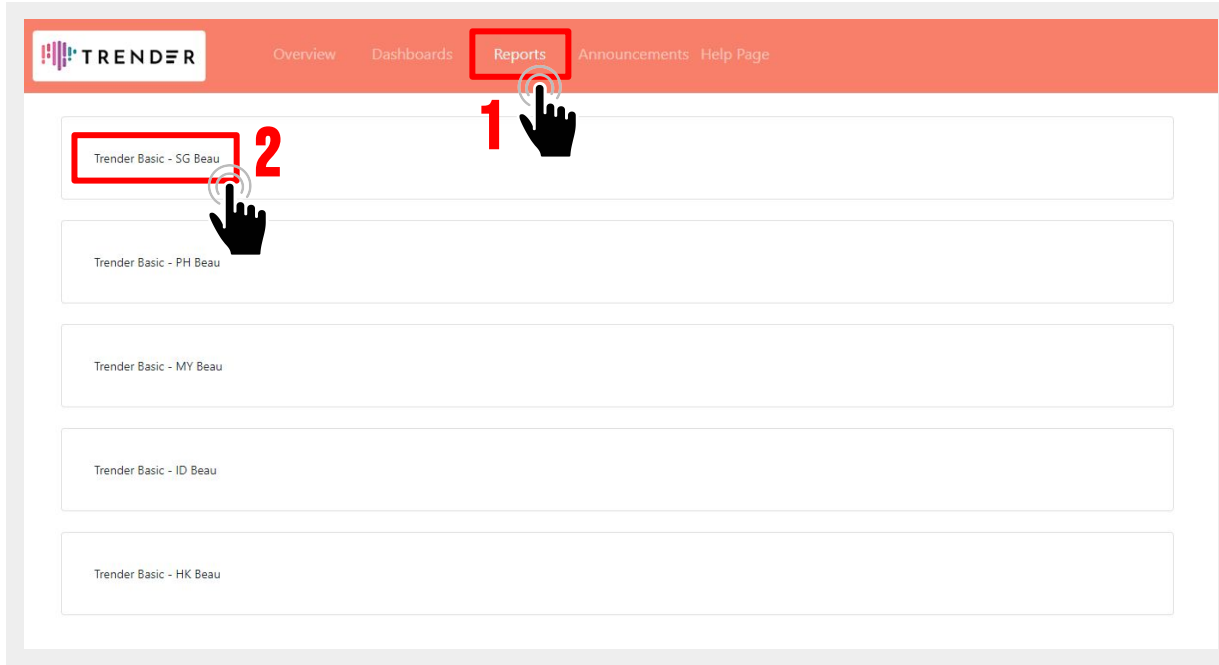 TRENDER Overview Dashboards Reports Announcements Help Page
1
Trender Basic - SG Beau 2
Trender Basic - PH Beau
Trender Basic - MY Beau
Trender Basic - ID Beau
Trender Basic - HK Beau